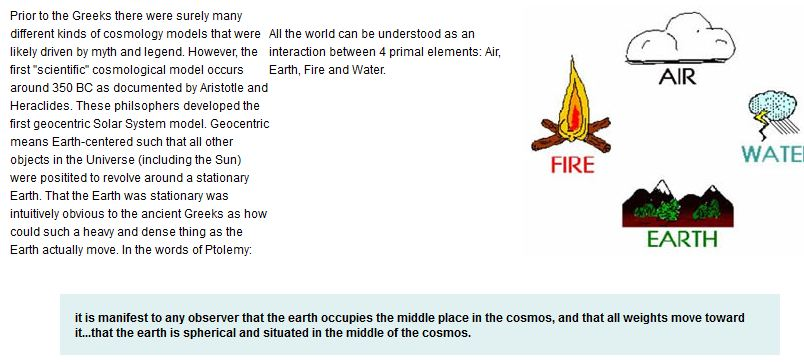 Prior to the Greeks there were surely many
different kinds of cosmology models that were
likely driven by myth and legend. However, the
first "scientific" cosmological model occurs
around 350 BC as documented by Aristotle and
Heraclides. These philsophers developed the
first geocentric Solar System model. Geocentric
means Earth-centered such that all other
objects in the Universe (including the Sun)
were positited to revolve around a stationary
Earth. That the Earth was stationary was
intuitively obvious to the ancient Greeks as how
could such a heavy and dense thing as the
Earth actually move. In the words of Ptolemy:
All the world can be understood as an
interaction between 4 primal elements: Air,
Earth, Fire and Water.
AIR
FIRE
WATE
EARTH
it is manifest to any observer that the earth occupies the middle place in the cosmos, and that all weights move toward
it...that the earth is spherical and situated in the middle of the cosmos.